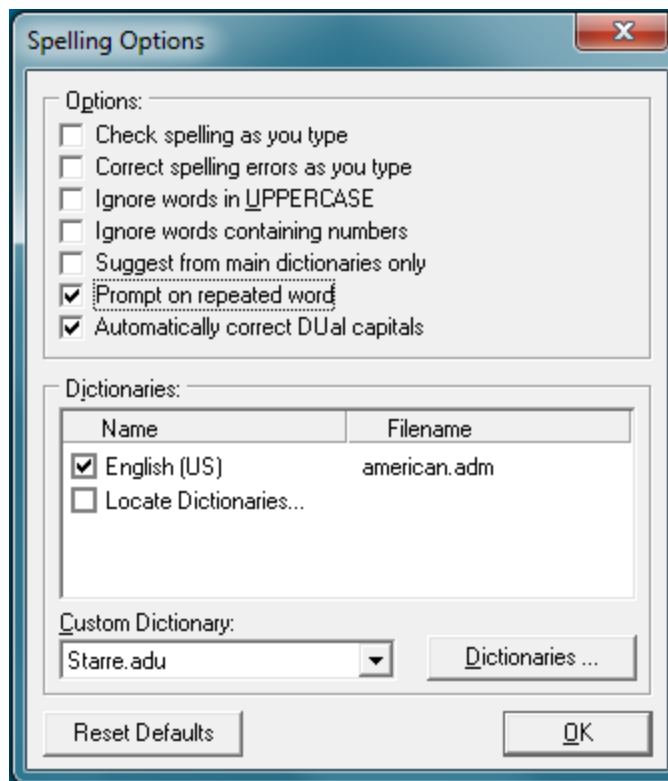 Spelling Options
Options:
Check spelling as you type
Correct spelling errors as you type
Ignore words in UPPERCASE
Ignore words containing numbers
Suggest from main dictionaries only
Prompt on repeated word
Automatically correct DUal capitals
Dictionaries:
Name Filename
English (US) american.adm
Locate Dictionaries...
Custom Dictionary:
Starre.adu Dictionaries ...
Reset Defaults OK